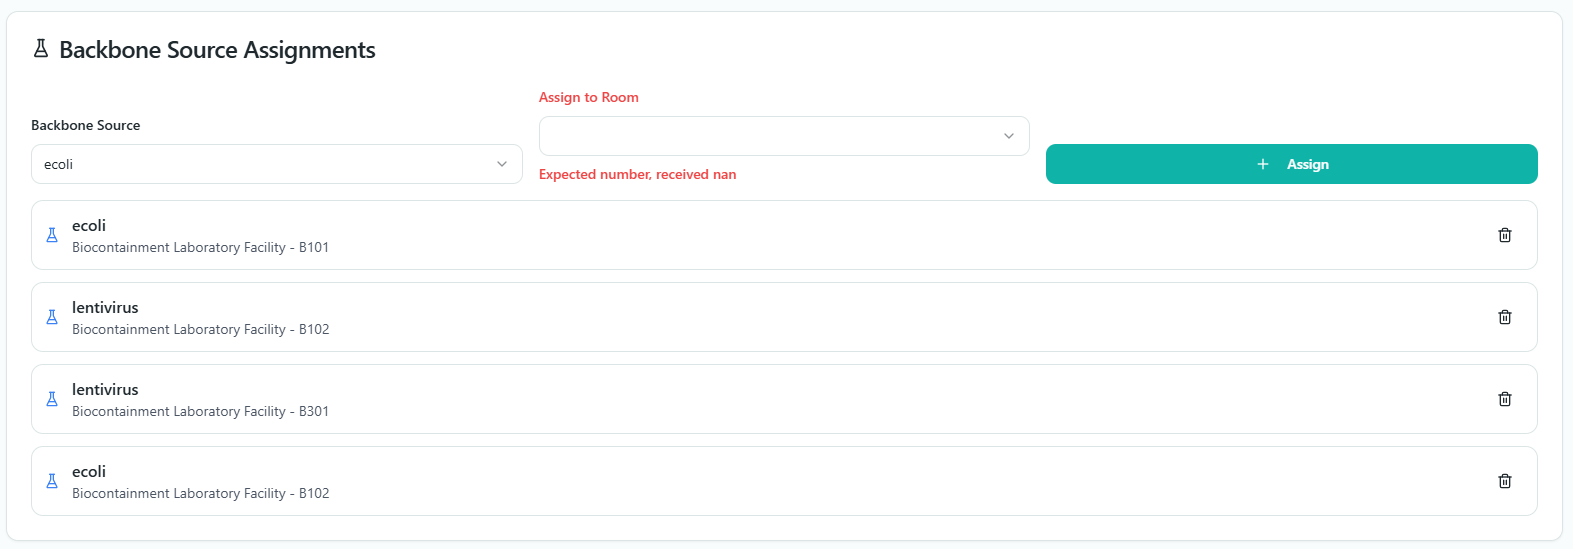 Backbone Source Assignments
Backbone Source
ecoli
Assign to Room
Expected number, received nan
Assign
ecoli
Biocontainment Laboratory Facility - B101
lentivirus
Biocontainment Laboratory Facility - B102
lentivirus
Biocontainment Laboratory Facility - B301
ecoli
Biocontainment Laboratory Facility - B102